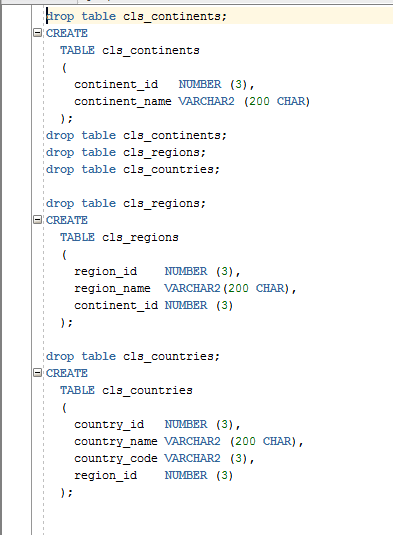 drop table cls_continents;
CREATE
TABLE cls_continents
(
continent_id NUMBER (3),
continent_name VARCHAR2 (200 CHAR)
);
drop table cls_continents;
drop table cls_regions;
drop table cls_countries;
drop table cls_regions;
CREATE
TABLE cls_regions
(
region_id NUMBER (3),
region_name VARCHAR2(200 CHAR),
continent_id NUMBER (3)
);
drop table cls_countries;
CREATE
TABLE cls_countries
(
country_id NUMBER (3),
country_name VARCHAR2 (200 CHAR),
country_code VARCHAR2 (3),
region_id NUMBER (3)
);